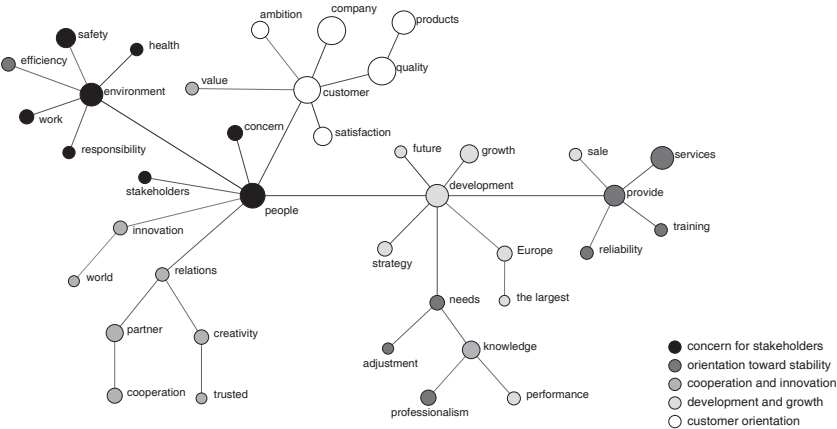 ambition
company
products
safety
health
efficiency
quality
environment
value
customer
work
concern
satisfaction
responsibility
future
growth
sale
services
stakeholders
development
provide
people
innovation
training
strategy
Europe
reliability
world
relations
needs
the largest
partner
creativity
knowledge
adjustment
cooperation
trusted
professionalism
performance
concern for stakeholders
orientation toward stability
cooperation and innovation
development and growth
customer orientation